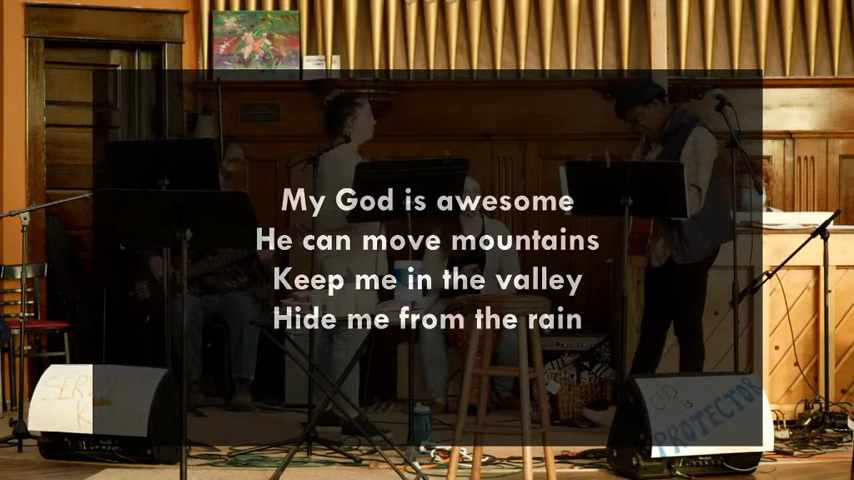 My God is awesome
He can move mountains
Keep me in the valley
Hide me from the rain
GOD
is
PROTECTOR